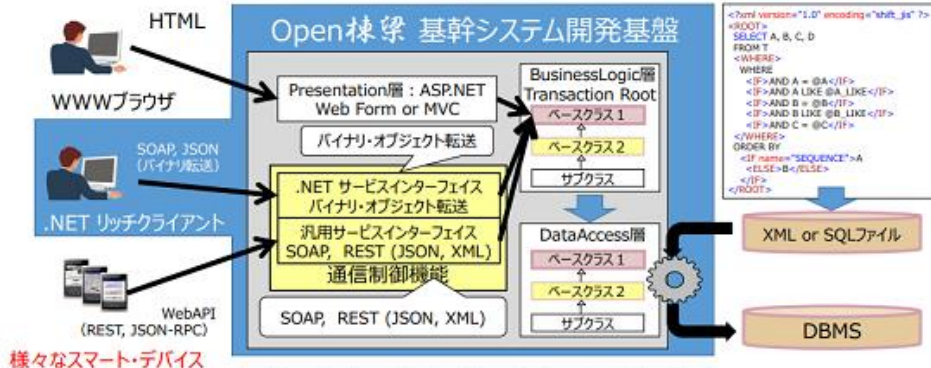 HTML
WWWブラウザ
SOAP, JSON
(バイナリ転送)
.NET リッチクライアント
WebAPI
(REST, JSON-RPC)
様々なスマート・デバイス
Open棟梁 基幹システム開発基盤
Presentation層：ASP.NET
Web Form or MVC
バイナリ・オブジェクト転送
.NET サービスインターフェイス
バイナリ・オブジェクト転送
汎用サービスインターフェイス
SOAP, REST (JSON, XML)
通信制御機能
SOAP, REST (JSON, XML)
BusinessLogic層
Transaction Root
ベースクラス１
ベースクラス２
サブクラス
DataAccess層
ベースクラス１
ベースクラス２
サブクラス
<?xml version="1.0" encoding="shift_jis" ?>
<ROOT>
SELECT A, B, C, D
FROM T
<WHERE>
WHERE
<IF>AND A = @A</IF>
<IF>AND A LIKE @A_LIKE</IF>
<IF>AND B = @B</IF>
<IF>AND B LIKE @B_LIKE</IF>
<IF>AND C = @C</IF>
</WHERE>
ORDER BY
<IF name="SEQUENCE">A
<ELSE>B</ELSE>
</IF>
</ROOT>
XML or SQLファイル
DBMS